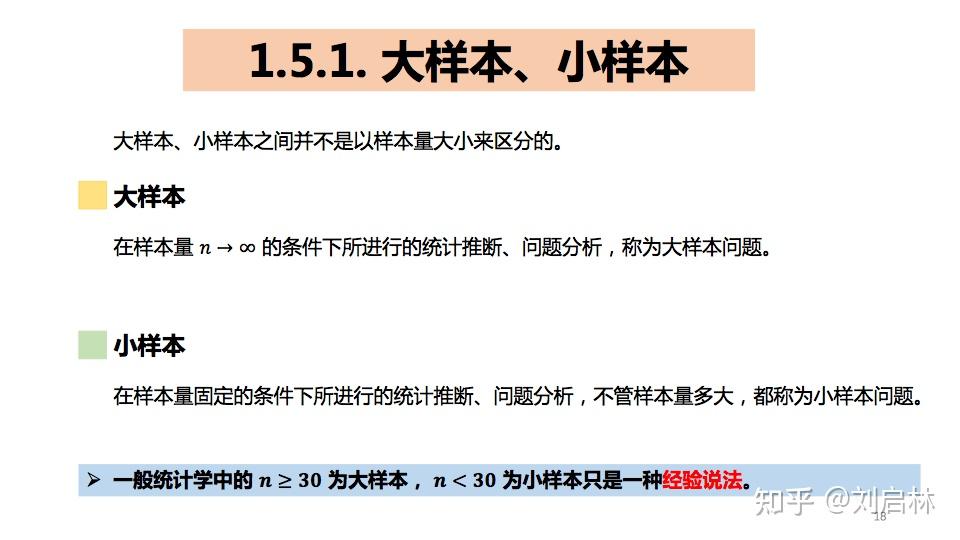 1.5.1. 大样本、小样本
大样本、小样本之间并不是以样本量大小来区分的。
大样本
在样本量 n → ∞ 的条件下所进行的统计推断、问题分析，称为大样本问题。
小样本
在样本量固定的条件下所进行的统计推断、问题分析，不管样本量多大，都称为小样本问题。
➢ 一般统计学中的 n ≥ 30 为大样本， n < 30 为小样本只是一种经验说法。
知乎 @刘启林
18